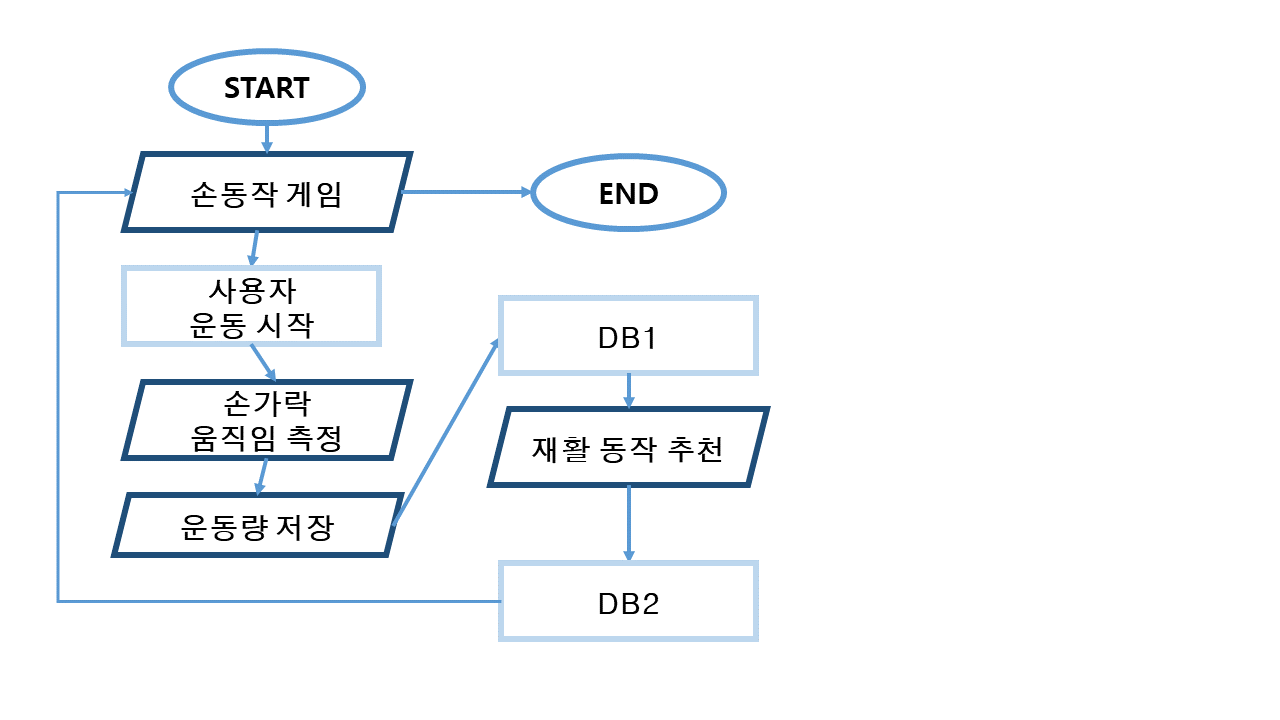 START
손동작 게임
END
사용자
운동 시작
손가락
움직임 측정
운동량 저장
DB1
재활 동작 추천
DB2